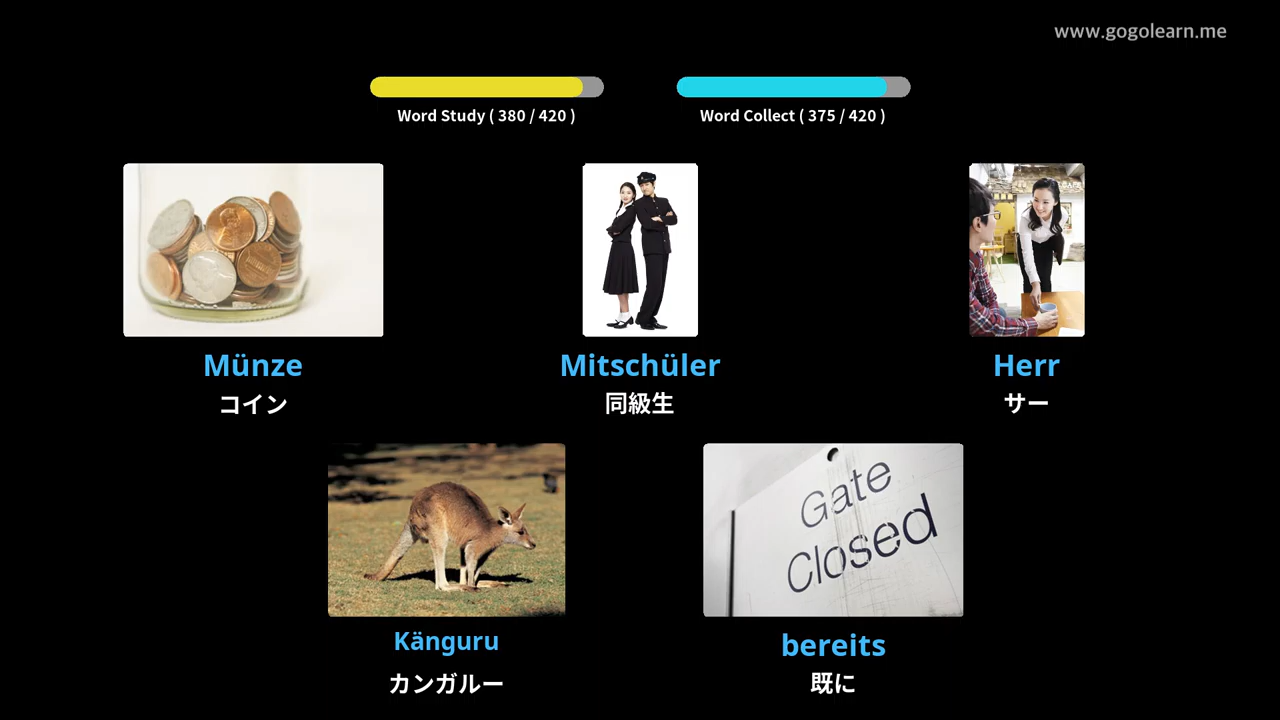 www.gogolearn.me
Word Study ( 380 / 420 )
Word Collect ( 375 / 420 )
Münze
コイン
Mitschüler
同級生
Herr
サー
Gate
Closed
Känguru
カンガルー
bereits
既に